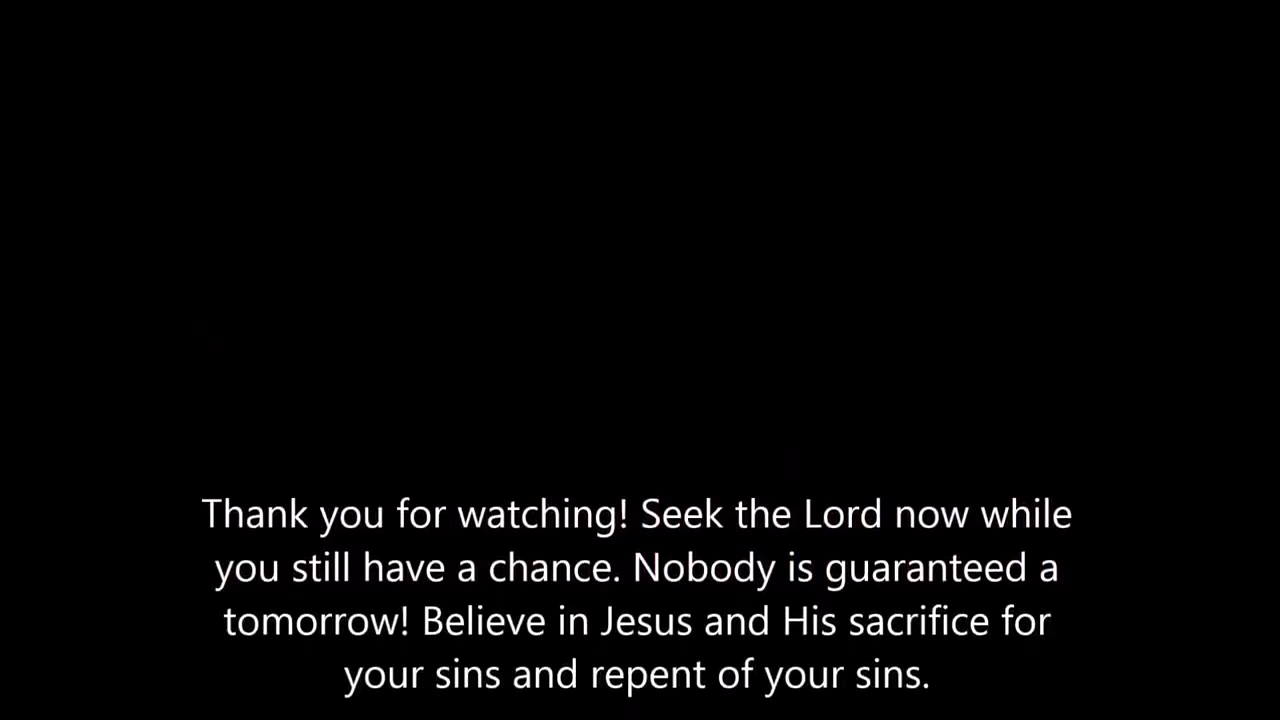 Thank you for watching! Seek the Lord now while
you still have a chance. Nobody is guaranteed a
tomorrow! Believe in Jesus and His sacrifice for
your sins and repent of your sins.